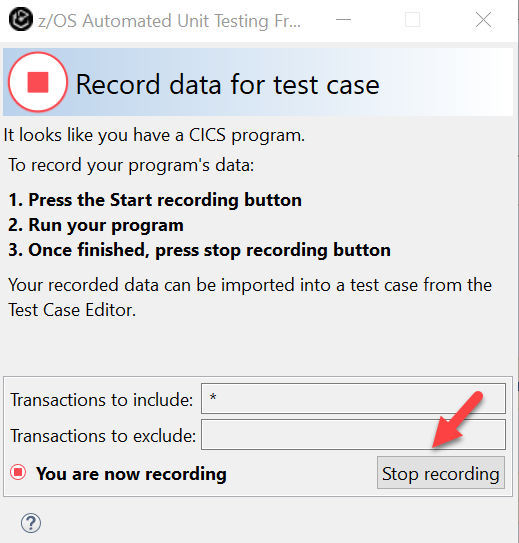 z/OS Automated Unit Testing Fr...
Record data for test case
It looks like you have a CICS program.
To record your program's data:
1. Press the Start recording button
2. Run your program
3. Once finished, press stop recording button
Your recorded data can be imported into a test case from the
Test Case Editor.
Transactions to include: *
Transactions to exclude:
You are now recording
Stop recording
?